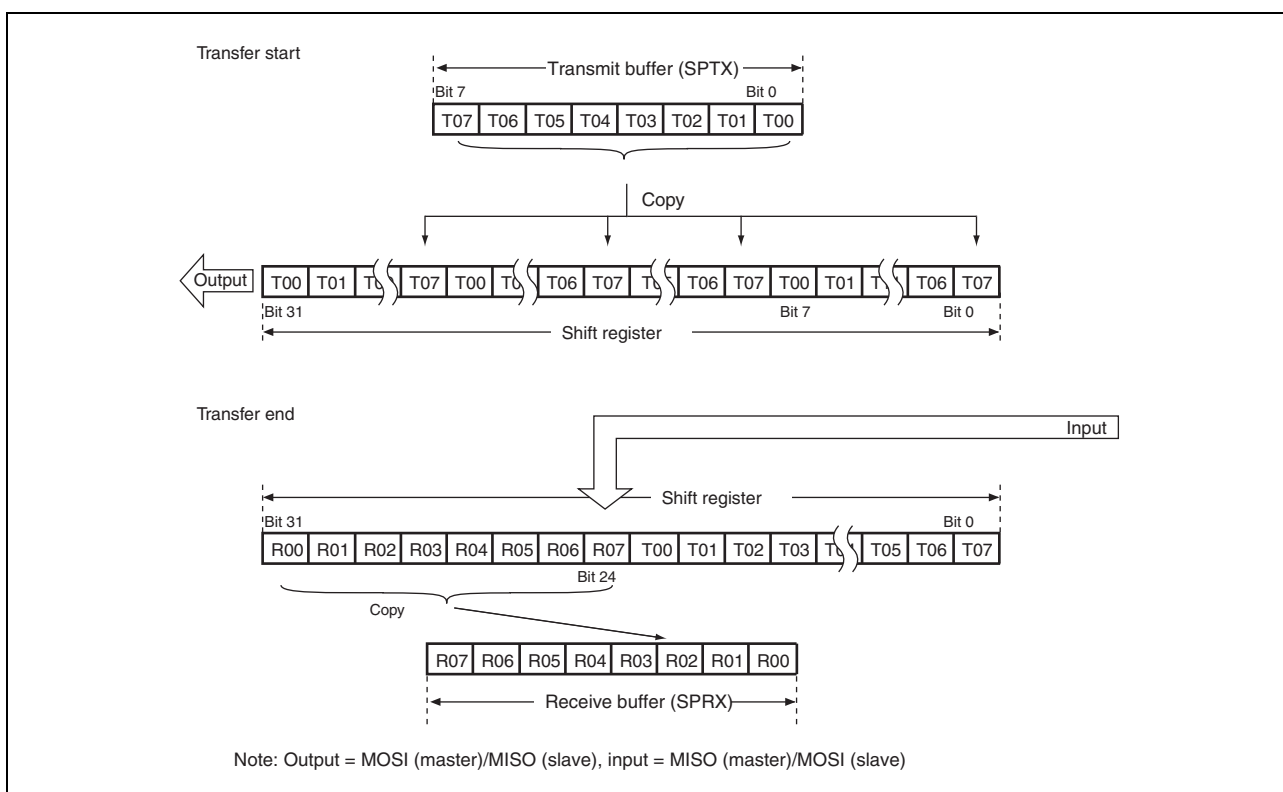 Transfer start
Transmit buffer (SPTX)
Bit 7 Bit 0
T07 T06 T05 T04 T03 T02 T01 T00
Copy
Output T00 T01 T07 T00 T06 T07 T06 T07 T00 T01 T06 T07
Bit 31 Bit 7 Bit 0
Shift register
Transfer end
Input
Shift register
Bit 31 Bit 0
R00 R01 R02 R03 R04 R05 R06 R07 T00 T01 T02 T03 T05 T06 T07
Bit 24
Copy
R07 R06 R05 R04 R03 R02 R01 R00
Receive buffer (SPRX)
Note: Output = MOSI (master)/MISO (slave), input = MISO (master)/MOSI (slave)